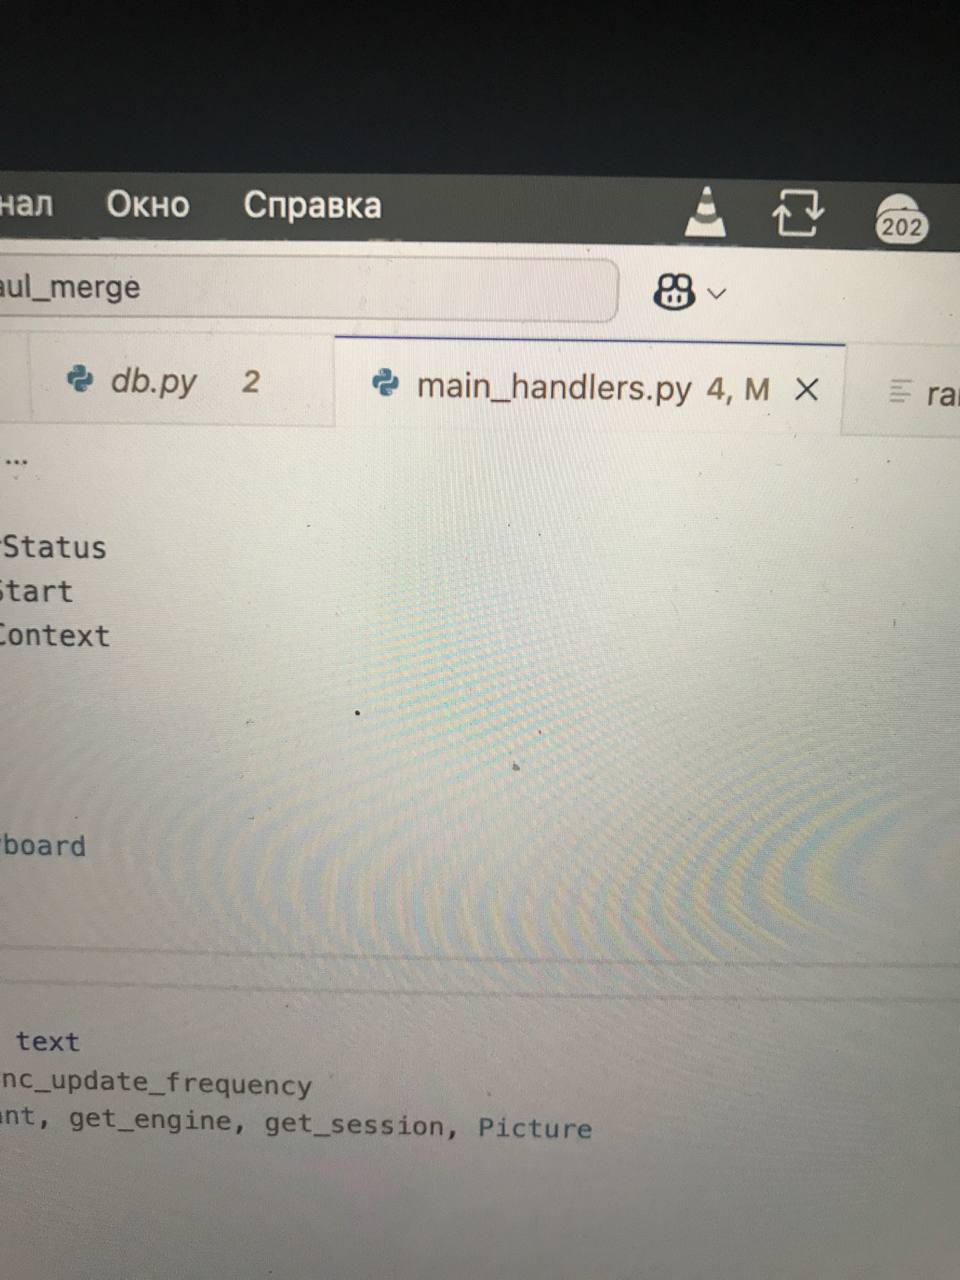 нал Окно Справка 202
aul_merge
db.py 2 main_handlers.py 4, M ra
...
Status
Start
Context
board
text
nc_update_frequency
nt, get_engine, get_session, Picture